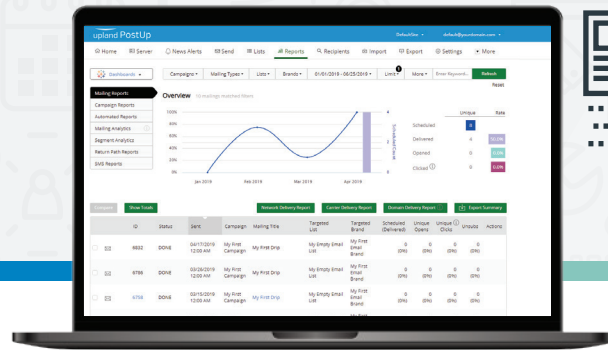 upland PostUp
DefaultOrg
default@yourdomain.com
Home
Server
News Alerts
Send
Lists
Reports
Recipients
Import
Export
Settings
More
Dashboards
Campaigns
Mailing Types
Lists
Brands
01/01/2019 - 06/25/2019
Limit
More
Enter Keyword...
Refresh
Reset
Mailing Reports
Campaign Reports
Automated Reports
Mailing Analytics
Segment Analytics
Return Path Reports
SMS Reports
Overview
100%
80%
60%
40%
20%
0%
Jan 2019
Feb 2019
Mar 2019
Apr 2019
Scheduled Count
Unique
Rate
Scheduled
Delivered
Opened
0
Clicked
0
Compare
Show Totals
Network Delivery Report
Carrier Delivery Report
Domain Delivery Report
Export Summary
ID
Status
Sent
Campaign
Mailing Title
Targeted List
Targeted Brand
Scheduled (Delivered)
Unique Opens
Unique Clicks
Unsubs
Actions
6802
DONE
04/17/2019 12:00 AM
My First Campaign
My First Drip
My Empty Email List
My First Email Brand
0 (0%)
0 (0%)
0 (0%)
0 (0%)
6786
DONE
03/26/2019 12:00 AM
My First Campaign
My First Drip
My Empty Email List
My First Email Brand
0 (0%)
0 (0%)
0 (0%)
0 (0%)
6758
DONE
03/15/2019 12:00 AM
My First Campaign
My First Drip
My Empty Email List
My First Email Brand
0 (0%)
0 (0%)
0 (0%)
0 (0%)